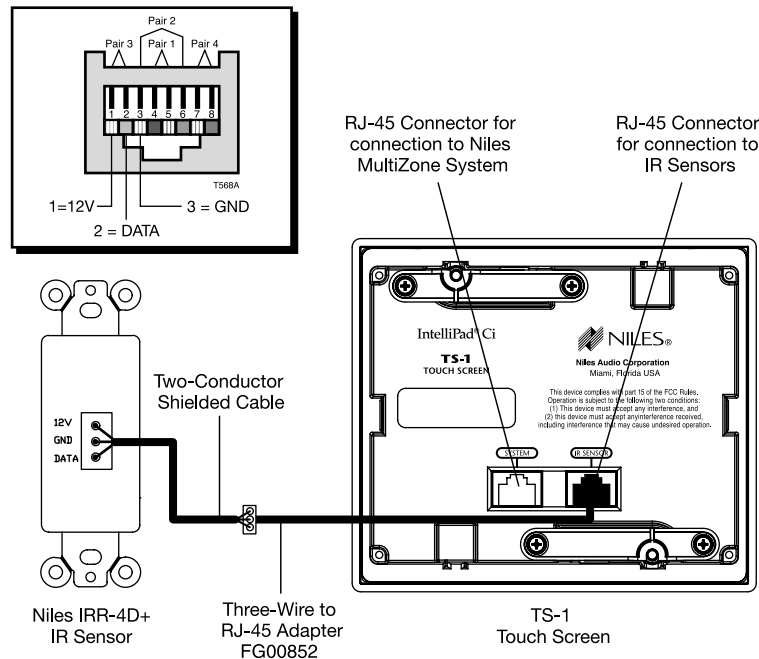 Pair 2
Pair 3 Pair 1 Pair 4
1 2 3 4 5 6 7 8
T568A
1=12V
3 = GND
2 = DATA
RJ-45 Connector for
connection to Niles
MultiZone System
RJ-45 Connector
for connection to
IR Sensors
IntelliPad® Ci
TS-1
TOUCH SCREEN
NILES®
Niles Audio Corporation
Miami, Florida USA
This device complies with part 15 of the FCC Rules.
Operation is subject to the following two conditions:
(1) This device must accept any interference, and
(2) this device must accept anyinterference received,
including interference that may cause undesired operation.
SYSTEM
IR SENSOR
Two-Conductor
Shielded Cable
12V
GND
DATA
Niles IRR-4D+
IR Sensor
Three-Wire to
RJ-45 Adapter
FG00852
TS-1
Touch Screen